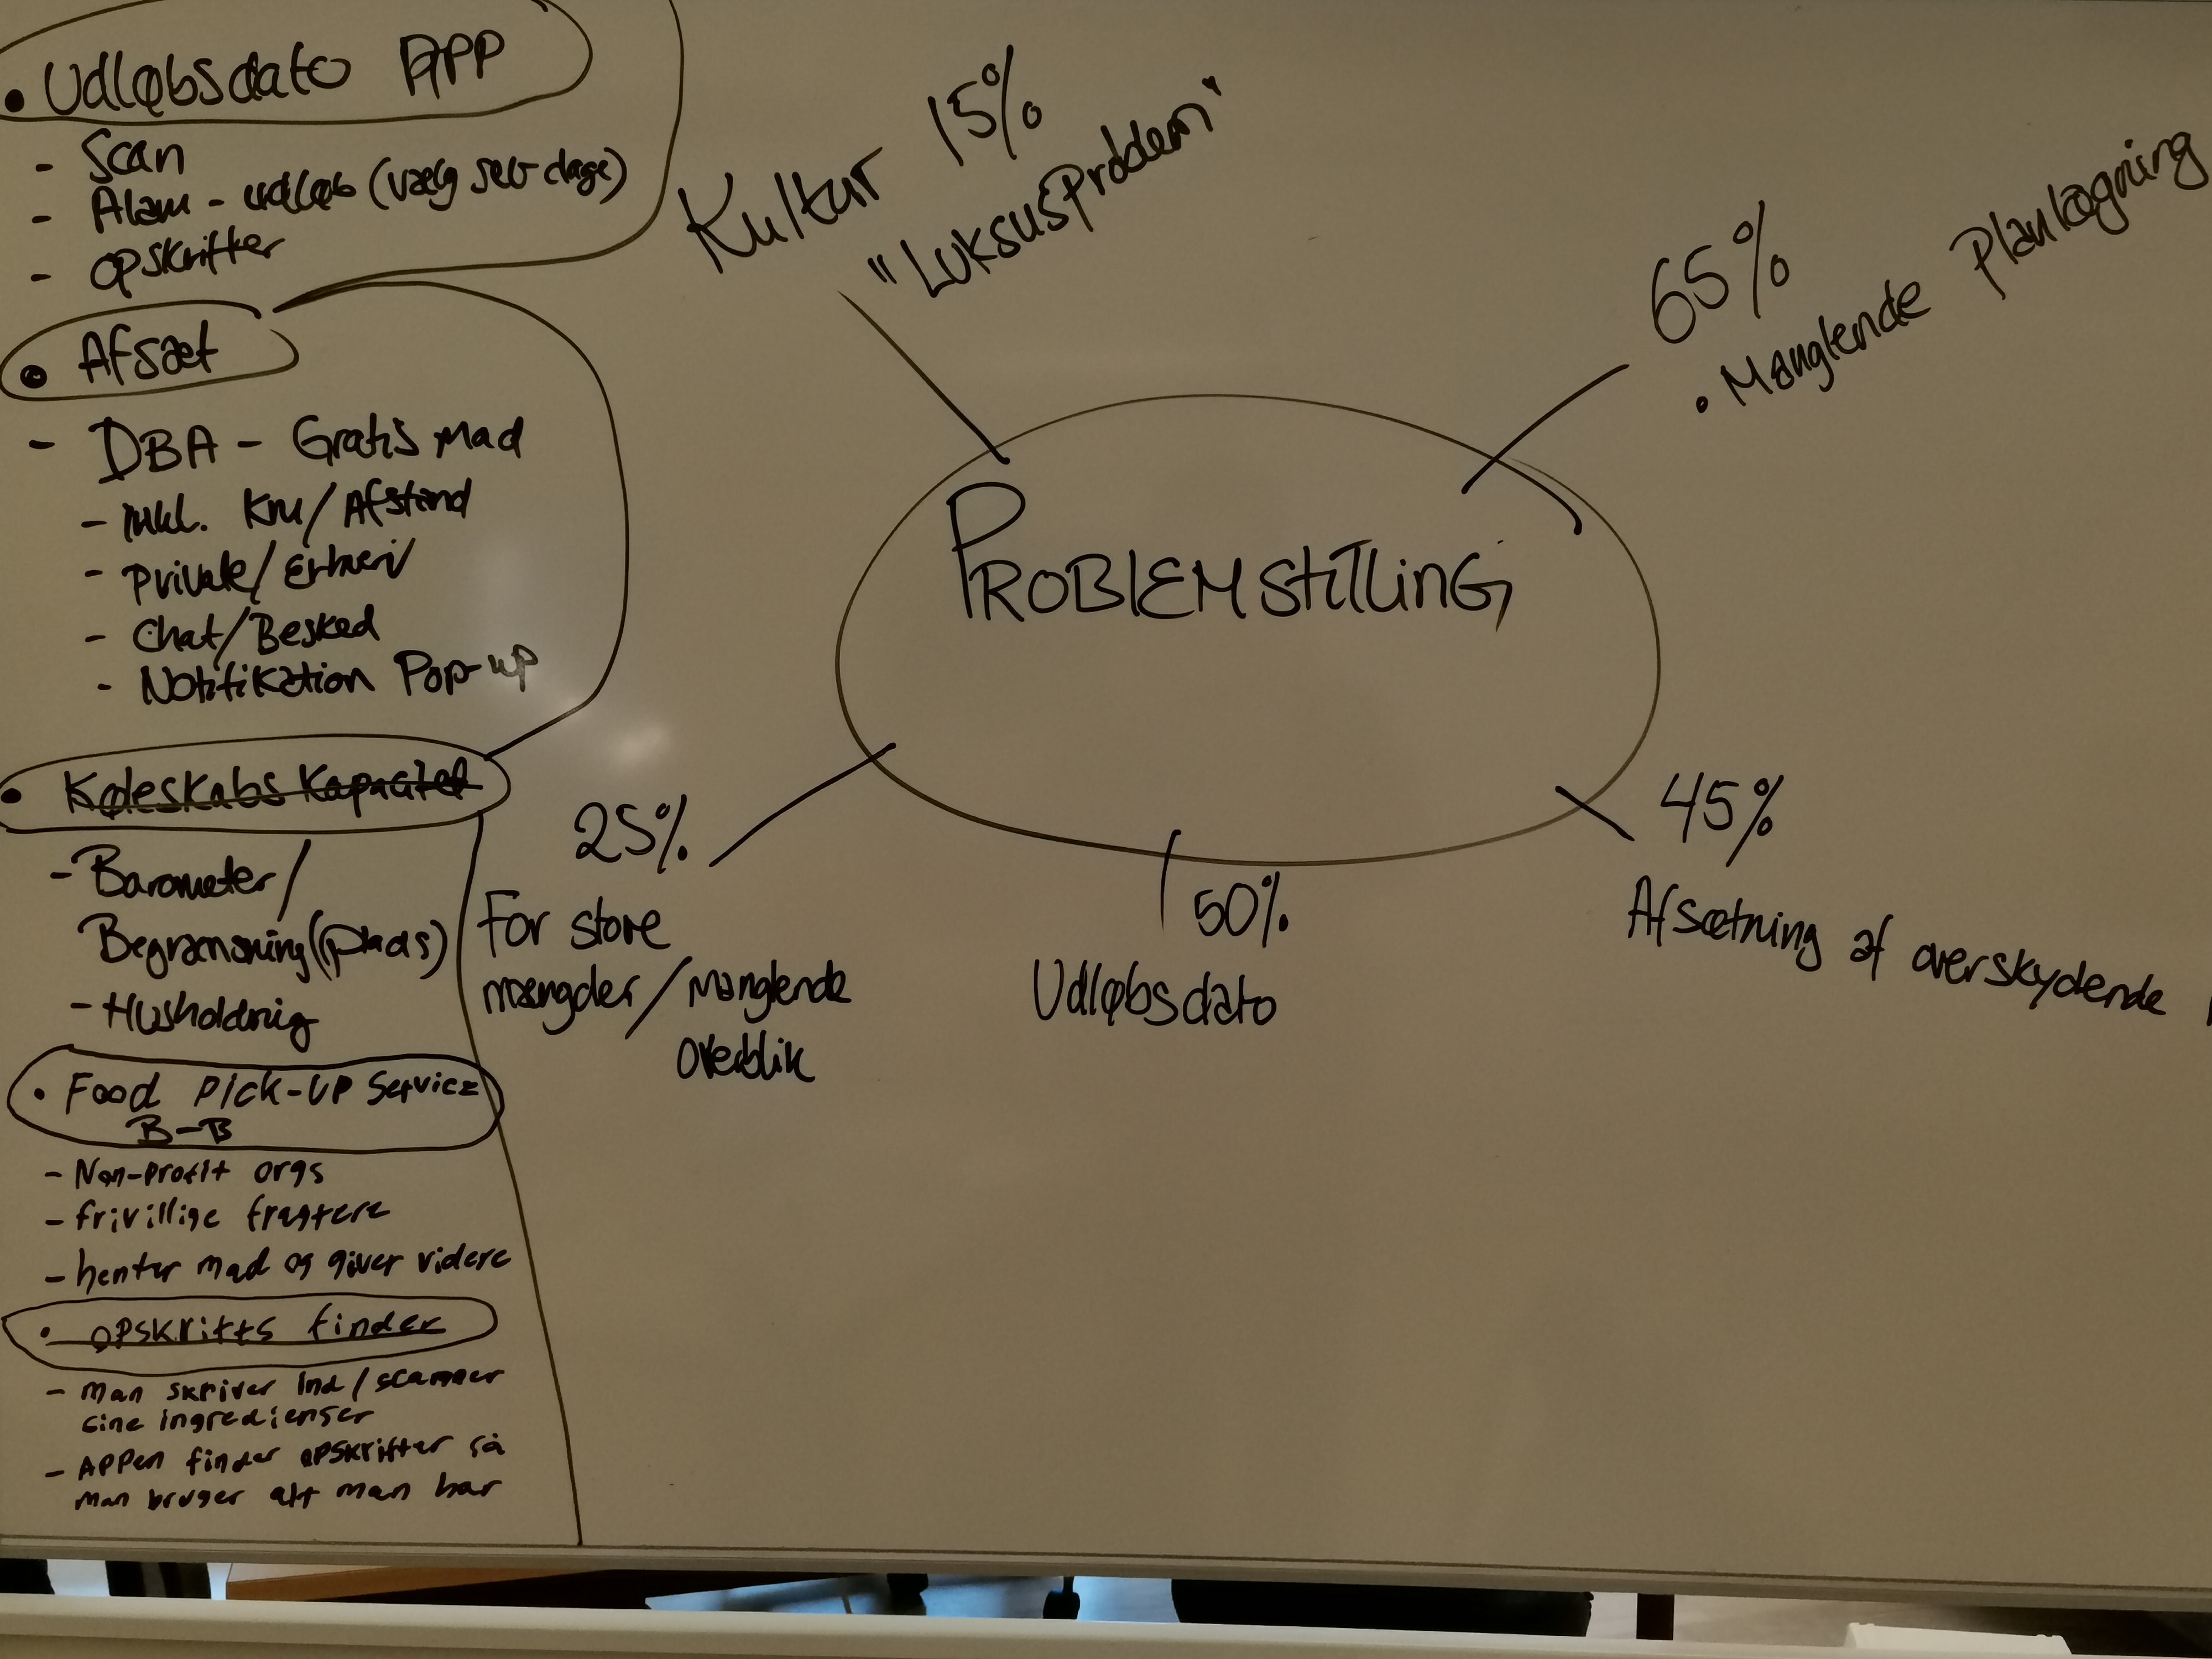 • Udløbsdato APP
- Scan
- Alarm - udløb (vælg selv dage)
- opskrifter
• Afsæt
- DBA - Gratis mad
- inkl. Km/Afstand
- private/Erhverv
- Chat/Besked
- Notifikation Pop-up
• Køleskabs Kapacitet
- Barometer/
Begrænsning (plads)
- Husholdning
• Food Pick-UP Service
B-B
- Non-profit orgs
- frivillige fragtere
- henter mad og giver videre
• opskrifts finder
- man skriver ind/scanner
sine ingredienser
- APPen finder opskrifter så
man bruger alt man har
Kultur 15%
"Luksusproblem"
65%
• Manglende Planlægning
PROBLEMSTILLING
25%
For store
mængder/Manglende
overblik
50%
Udløbsdato
45%
Afsætning af overskydende